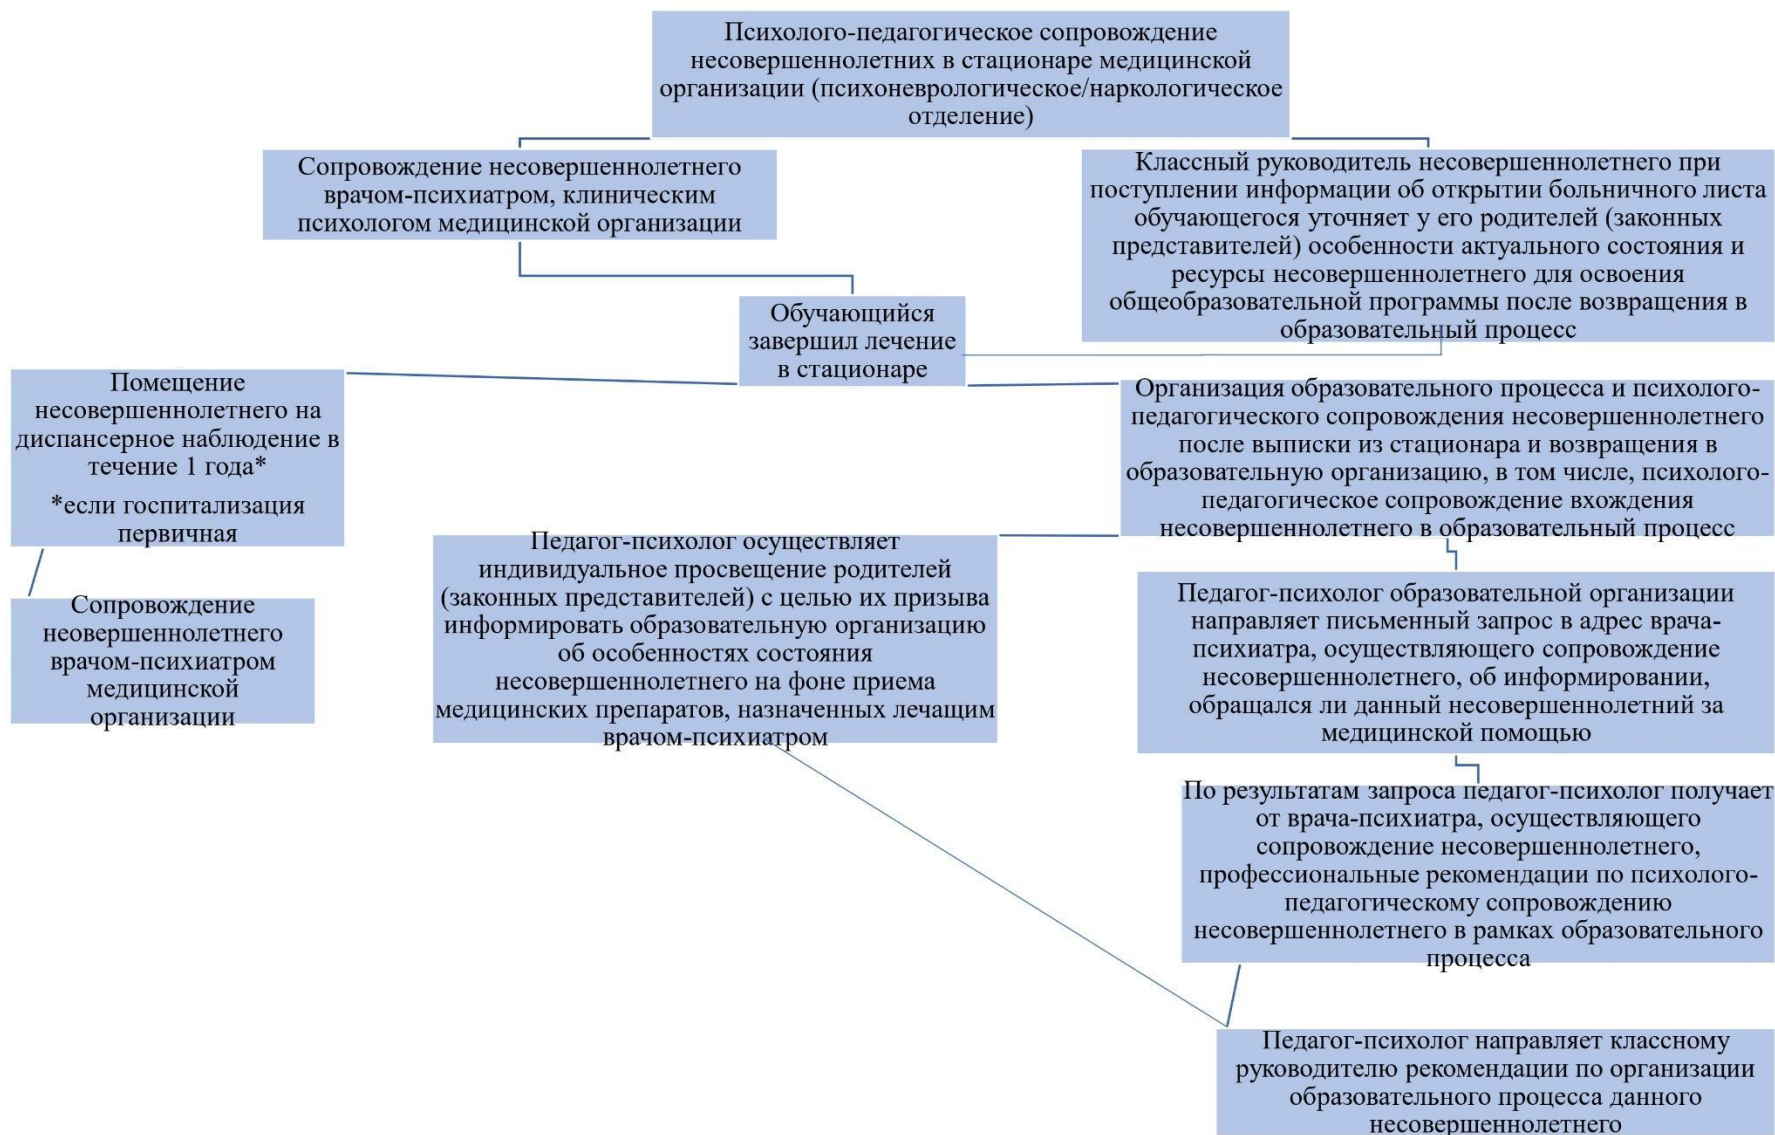 Психолого-педагогическое сопровождение
несовершеннолетних в стационаре медицинской
организации (психоневрологическое/наркологическое
отделение)
Сопровождение несовершеннолетнего
врачом-психиатром, клиническим
психологом медицинской организации
Классный руководитель несовершеннолетнего при
поступлении информации об открытии больничного листа
обучающегося уточняет у его родителей (законных
представителей) особенности актуального состояния и
ресурсы несовершеннолетнего для освоения
общеобразовательной программы после возвращения в
образовательный процесс
Обучающийся
завершил лечение
в стационаре
Помещение
несовершеннолетнего на
диспансерное наблюдение в
течение 1 года*
*если госпитализация
первичная
Организация образовательного процесса и психолого-
педагогического сопровождения несовершеннолетнего
после выписки из стационара и возвращения в
образовательную организацию, в том числе, психолого-
педагогическое сопровождение вхождения
несовершеннолетнего в образовательный процесс
Сопровождение
неовершеннолетнего
врачом-психиатром
медицинской
организации
Педагог-психолог осуществляет
индивидуальное просвещение родителей
(законных представителей) с целью их призыва
информировать образовательную организацию
об особенностях состояния
несовершеннолетнего на фоне приема
медицинских препаратов, назначенных лечащим
врачом-психиатром
Педагог-психолог образовательной организации
направляет письменный запрос в адрес врача-
психиатра, осуществляющего сопровождение
несовершеннолетнего, об информировании,
обращался ли данный несовершеннолетний за
медицинской помощью
По результатам запроса педагог-психолог получает
от врача-психиатра, осуществляющего
сопровождение несовершеннолетнего,
профессиональные рекомендации по психолого-
педагогическому сопровождению
несовершеннолетнего в рамках образовательного
процесса
Педагог-психолог направляет классному
руководителю рекомендации по организации
образовательного процесса данного
несовершеннолетнего